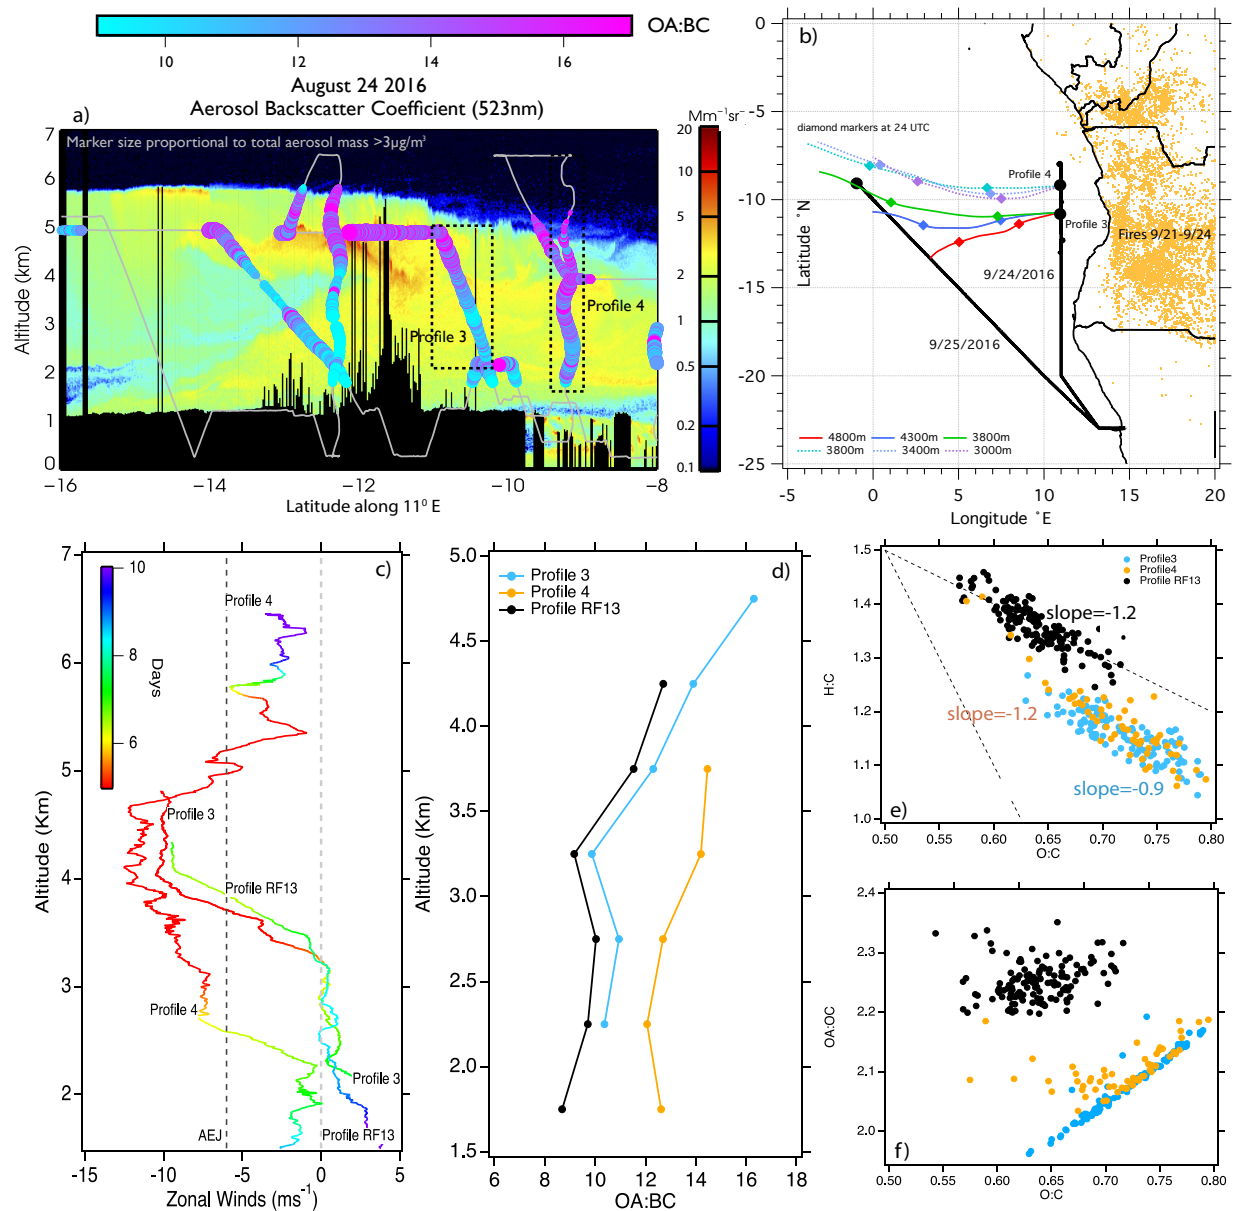 OA:BC
10 12 14 16
August 24 2016
Aerosol Backscatter Coefficient (523nm)
a)
Marker size proportional to total aerosol mass >3µg/m³
Profile 3
Profile 4
Altitude (km)
7
6
5
4
3
2
1
0
−16 −14 −12 −10 −8
Latitude along 11⁰ E
Mm⁻¹sr⁻
20
10
5
2
1
0.5
0.2
0.1
b)
diamond markers at 24 UTC
Profile 4
Profile 3
Fires 9/21-9/24
9/24/2016
9/25/2016
4800m 4300m 3800m
3800m 3400m 3000m
Latitude °N
0
-5
-10
-15
-20
-25
-5 0 5 10 15 20
Longitude °E
c)
10
8
6
Days
Profile 4
Profile 3
Profile RF13
Profile 4
Profile 3
AEJ
Profile RF13
Altitude (Km)
7
6
5
4
3
2
-15 -10 -5 0 5
Zonal Winds (ms⁻¹)
d)
Profile 3
Profile 4
Profile RF13
Altitude (Km)
5.0
4.5
4.0
3.5
3.0
2.5
2.0
1.5
6 8 10 12 14 16 18
OA:BC
Profile3
Profile4
Profile RF13
slope=-1.2
slope=-1.2
slope=-0.9
e)
H:C
1.5
1.4
1.3
1.2
1.1
1.0
0.50 0.55 0.60 0.65 0.70 0.75 0.80
O:C
f)
OA:OC
2.4
2.3
2.2
2.1
2.0
0.50 0.55 0.60 0.65 0.70 0.75 0.80
O:C